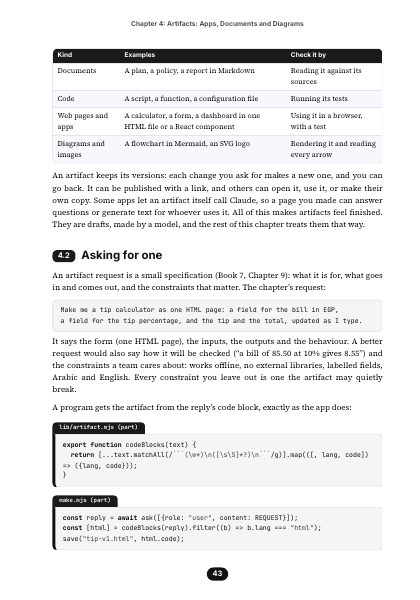 Chapter 4: Artifacts: Apps, Documents and Diagrams
Kind Examples Check it by
Documents A plan, a policy, a report in Markdown Reading it against its
sources
Code A script, a function, a configuration file Running its tests
Web pages and A calculator, a form, a dashboard in one Using it in a browser,
apps HTML file or a React component with a test
Diagrams and A flowchart in Mermaid, an SVG logo Rendering it and reading
images every arrow
An artifact keeps its versions: each change you ask for makes a new one, and you can
go back. It can be published with a link, and others can open it, use it, or make their
own copy. Some apps let an artifact itself call Claude, so a page you made can answer
questions or generate text for whoever uses it. All of this makes artifacts feel finished.
They are drafts, made by a model, and the rest of this chapter treats them that way.
4.2 Asking for one
An artifact request is a small specification (Book 7, Chapter 9): what it is for, what goes
in and comes out, and the constraints that matter. The chapter's request:
Make me a tip calculator as one HTML page: a field for the bill in EGP,
a field for the tip percentage, and the tip and the total, updated as I type.
It says the form (one HTML page), the inputs, the outputs and the behaviour. A better
request would also say how it will be checked ("a bill of 85.50 at 10% gives 8.55") and
the constraints a team cares about: works offline, no external libraries, labelled fields,
Arabic and English. Every constraint you leave out is one the artifact may quietly
break.
A program gets the artifact from the reply's code block, exactly as the app does:
lib/artifact.mjs (part)
export function codeBlocks(text) {
return [...text.matchAll(/```(\w*)\n([\s\S]*?)\n```/g)].map(([, lang, code])
=> ({lang, code}));
}
make.mjs (part)
const reply = await ask([{role: "user", content: REQUEST}]);
const [html] = codeBlocks(reply).filter((b) => b.lang === "html");
save("tip-v1.html", html.code);
43